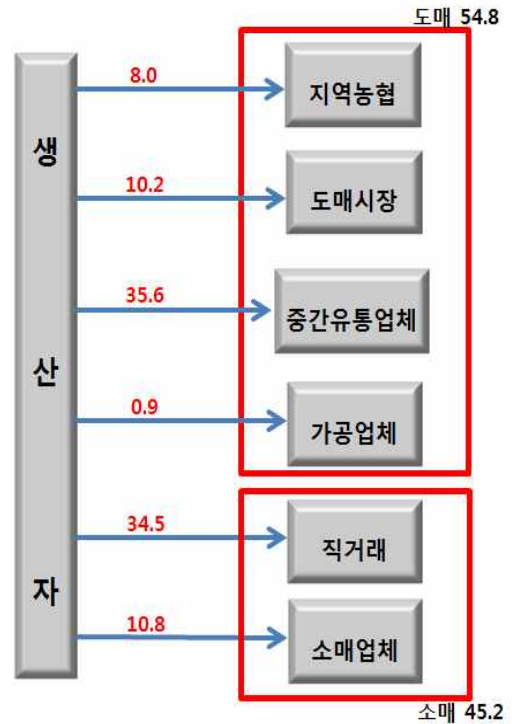 도매 54.8
생
산
자
8.0
지역농협
10.2
도매시장
35.6
중간유통업체
0.9
가공업체
34.5
직거래
10.8
소매업체
소매 45.2